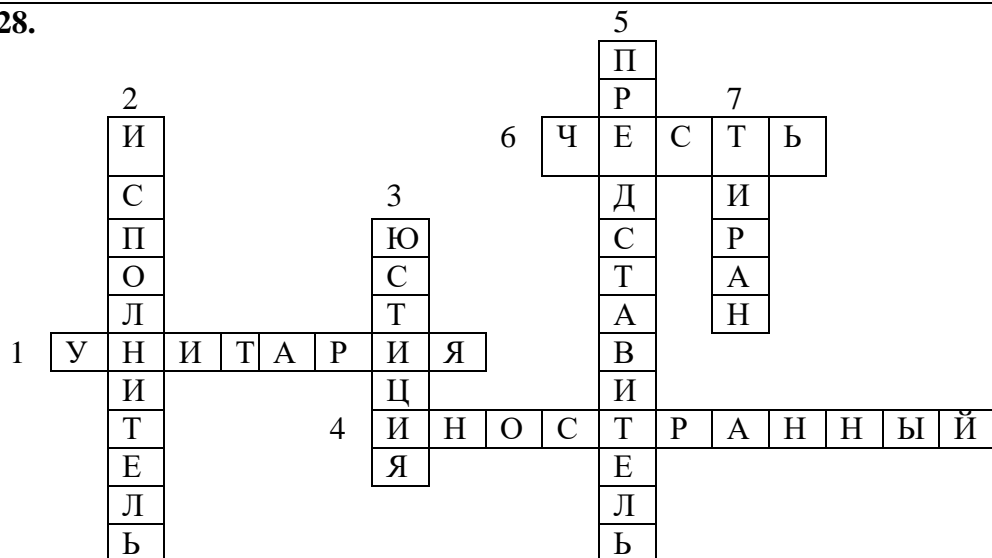 28.
5
П
2 Р 7
И 6 Ч Е С Т Ь
С 3 Д И
П Ю С Р
О С Т А
Л Т А Н
1 У Н И Т А Р И Я В
И Ц И
Т 4 И Н О С Т Р А Н Н Ы Й
Е Я Е
Л Л
Ь Ь